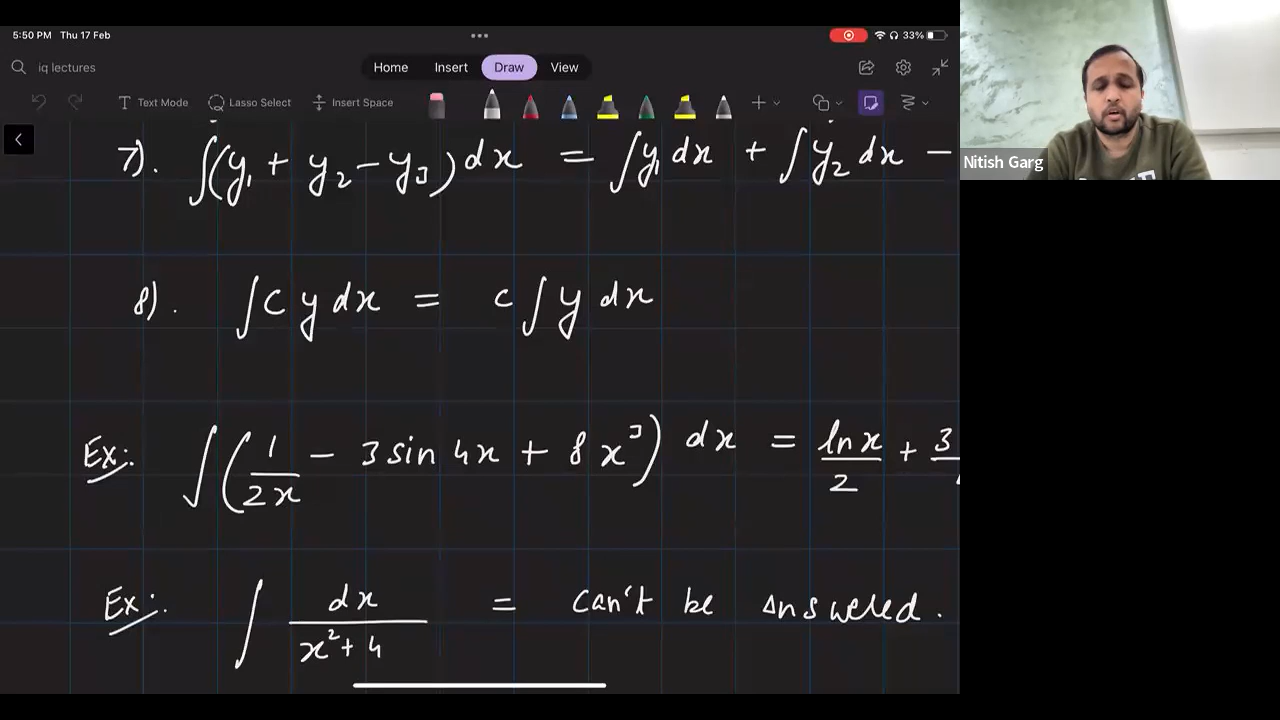 5:50 PM Thu 17 Feb
33%
iq lectures
Home Insert Draw View
Text Mode Lasso Select Insert Space
Nitish Garg
7). ∫(y₁ + y₂ − y₃) dx = ∫y₁ dx + ∫y₂ dx −
8). ∫c y dx = c∫y dx
Ex: ∫(1/2x − 3 sin 4x + 8x³) dx = ln x/2 + 3/
Ex: ∫ dx/x²+4 = can't be answered.